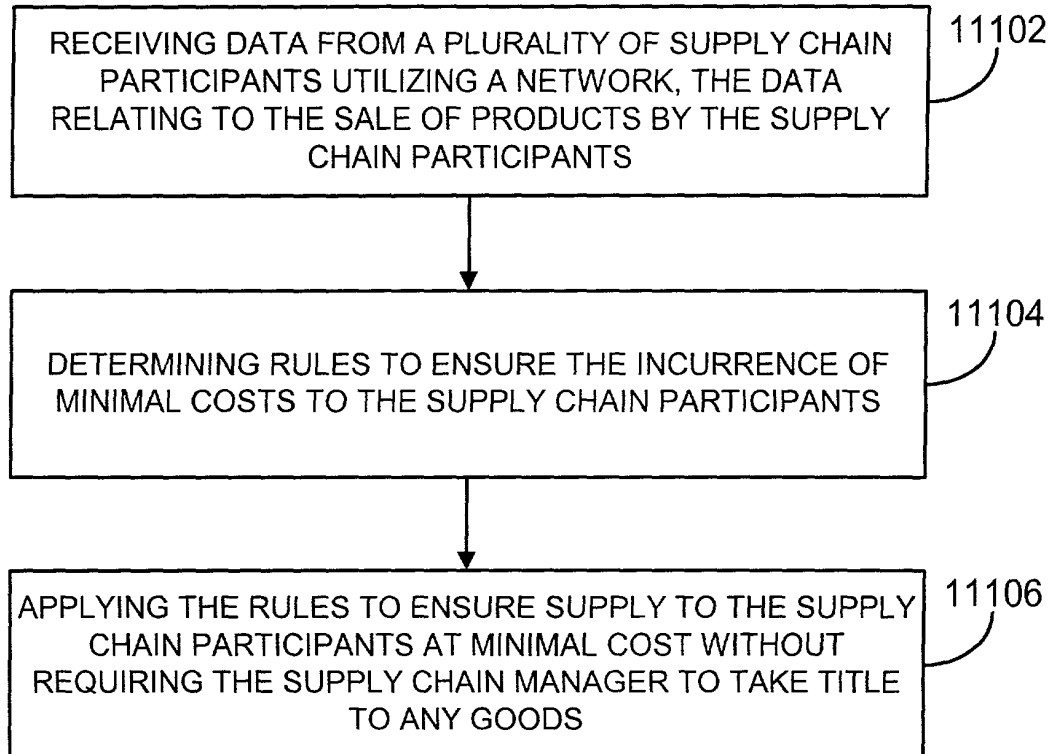 RECEIVING DATA FROM A PLURALITY OF SUPPLY CHAIN
PARTICIPANTS UTILIZING A NETWORK, THE DATA
RELATING TO THE SALE OF PRODUCTS BY THE SUPPLY
CHAIN PARTICIPANTS
11102
DETERMINING RULES TO ENSURE THE INCURRENCE OF
MINIMAL COSTS TO THE SUPPLY CHAIN PARTICIPANTS
11104
APPLYING THE RULES TO ENSURE SUPPLY TO THE SUPPLY
CHAIN PARTICIPANTS AT MINIMAL COST WITHOUT
REQUIRING THE SUPPLY CHAIN MANAGER TO TAKE TITLE
TO ANY GOODS
11106